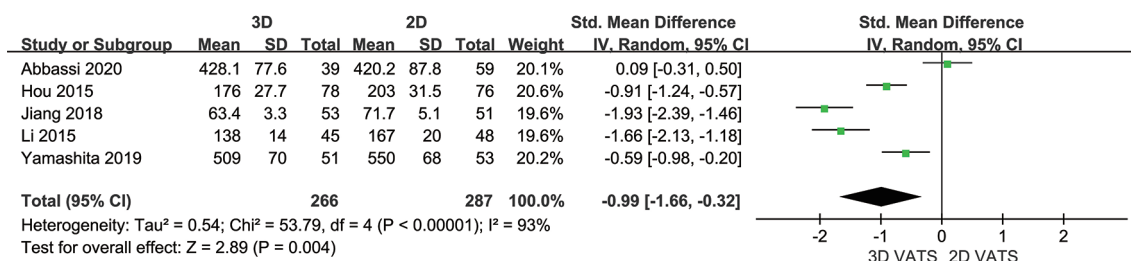 3D 2D Std. Mean Difference Std. Mean Difference
Study or Subgroup Mean SD Total Mean SD Total Weight IV, Random, 95% CI IV, Random, 95% CI
Abbassi 2020 428.1 77.6 39 420.2 87.8 59 20.1% 0.09 [-0.31, 0.50]
Hou 2015 176 27.7 78 203 31.5 76 20.6% -0.91 [-1.24, -0.57]
Jiang 2018 63.4 3.3 53 71.7 5.1 51 19.6% -1.93 [-2.39, -1.46]
Li 2015 138 14 45 167 20 48 19.6% -1.66 [-2.13, -1.18]
Yamashita 2019 509 70 51 550 68 53 20.2% -0.59 [-0.98, -0.20]
Total (95% CI) 266 287 100.0% -0.99 [-1.66, -0.32]
Heterogeneity: Tau² = 0.54; Chi² = 53.79, df = 4 (P < 0.00001); I² = 93%
Test for overall effect: Z = 2.89 (P = 0.004)
-2 -1 0 1 2
3D VATS 2D VATS